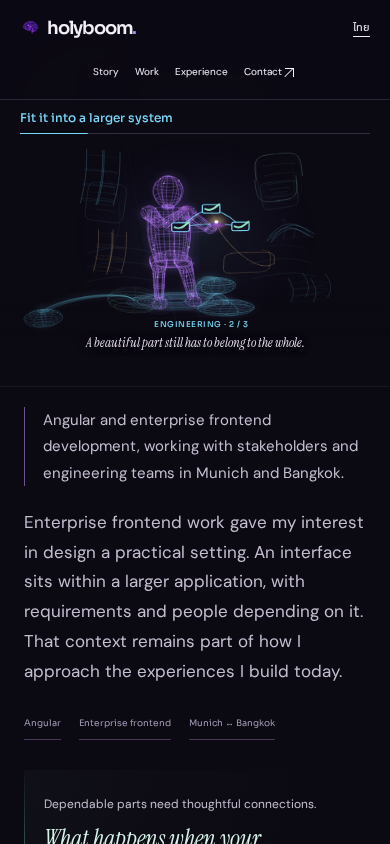 holyboom.
ไทย
Story Work Experience Contact
Fit it into a larger system
ENGINEERING · 2 / 3
A beautiful part still has to belong to the whole.
Angular and enterprise frontend
development, working with stakeholders and
engineering teams in Munich and Bangkok.
Enterprise frontend work gave my interest
in design a practical setting. An interface
sits within a larger application, with
requirements and people depending on it.
That context remains part of how I
approach the experiences I build today.
Angular Enterprise frontend Munich ↔ Bangkok
Dependable parts need thoughtful connections.
What happens when your